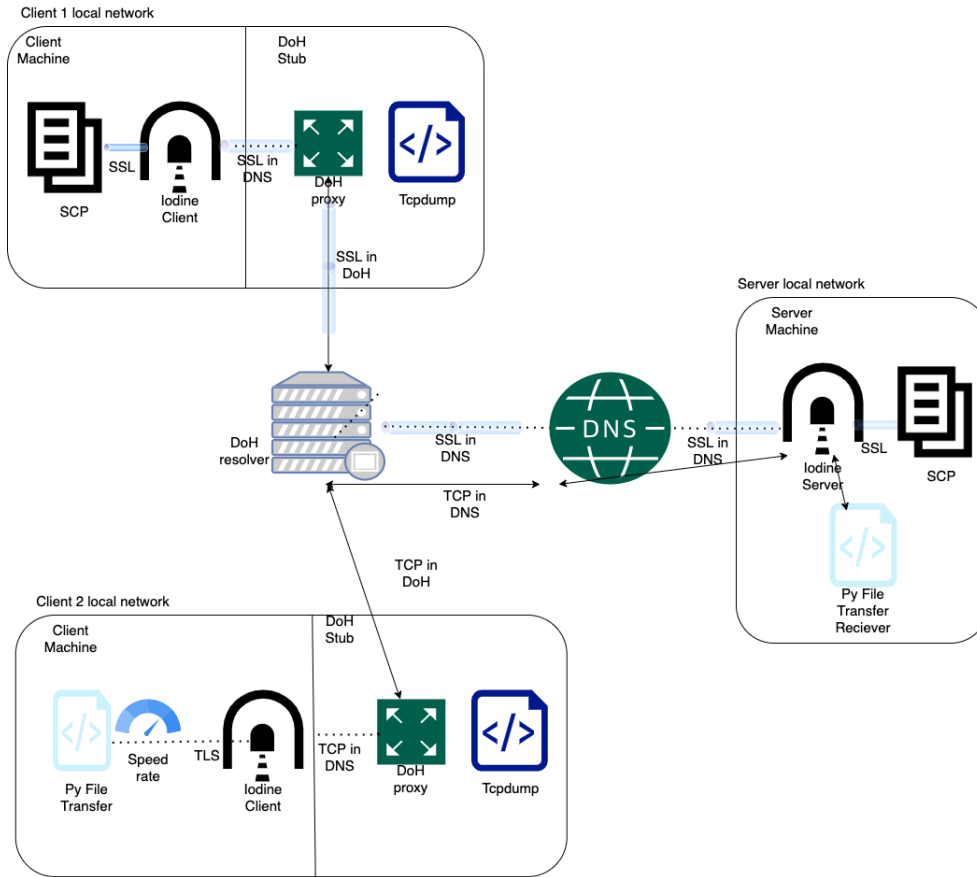 Client 1 local network
Client
Machine
DoH
Stub
SSL
SSL in
DNS
SCP
Iodine
Client
DoH
proxy
Tcpdump
SSL in
DoH
Server local network
Server
Machine
DoH
resolver
SSL in
DNS
DNS
SSL in
DNS
Iodine
Server
SSL
SCP
TCP in
DNS
Py File
Transfer
Reciever
TCP in
DoH
Client 2 local network
Client
Machine
DoH
Stub
Py File
Transfer
Speed
rate
TLS
Iodine
Client
TCP in
DNS
DoH
proxy
Tcpdump